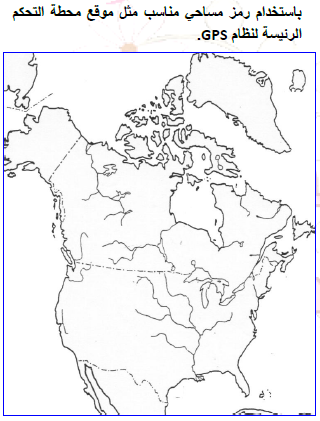 باستخدام رمز مساحي مناسب مثل موقع محطة التحكم
الرئيسة لنظام GPS.